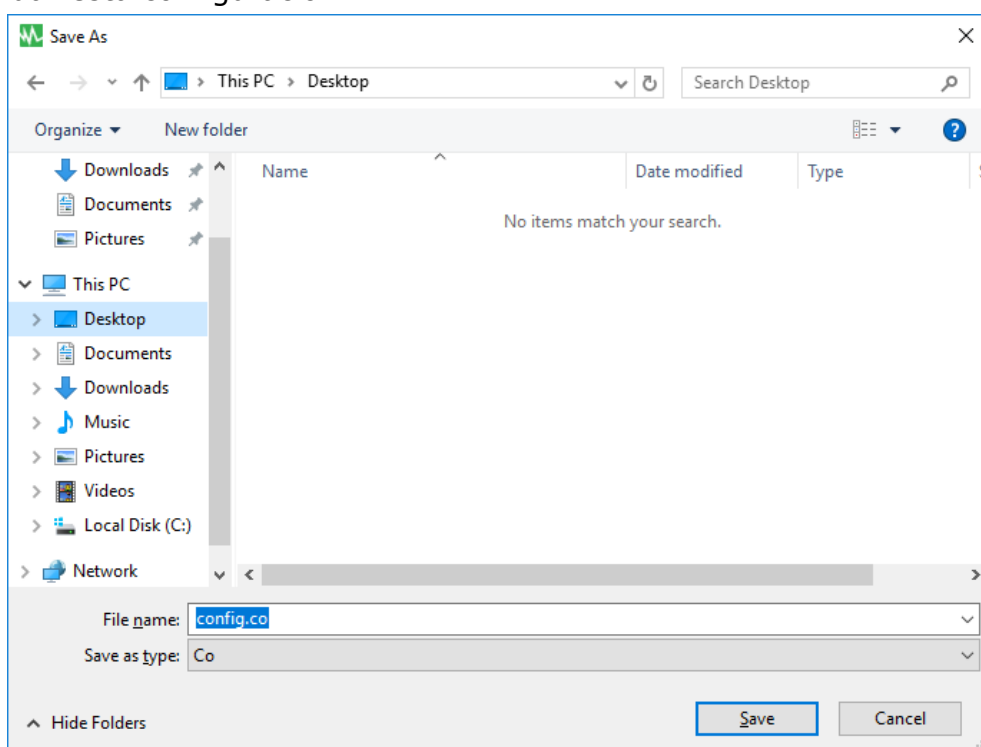 Save As
This PC > Desktop
Search Desktop
Organize
New folder
Downloads
Documents
Pictures
This PC
Desktop
Documents
Downloads
Music
Pictures
Videos
Local Disk (C:)
Network
Name
Date modified
Type
No items match your search.
File name: config.co
Save as type: Co
Hide Folders
Save
Cancel